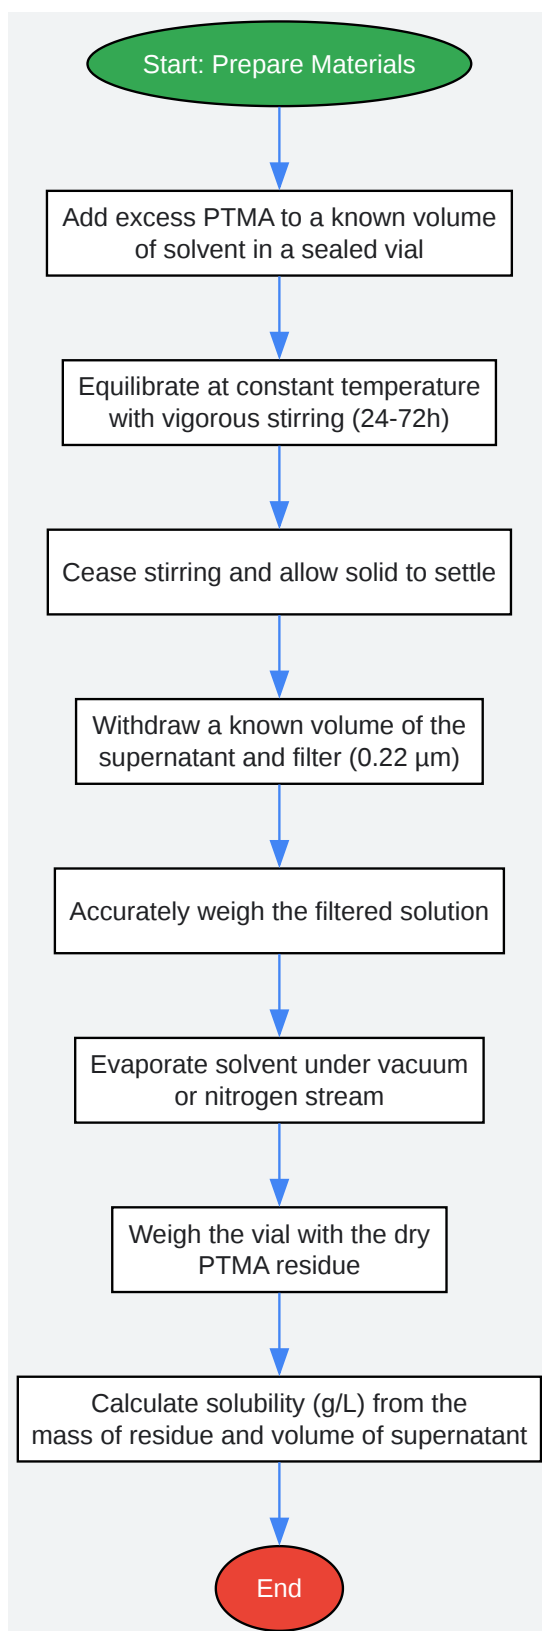 Start: Prepare Materials
Add excess PTMA to a known volume
of solvent in a sealed vial
Equilibrate at constant temperature
with vigorous stirring (24-72h)
Cease stirring and allow solid to settle
Withdraw a known volume of the
supernatant and filter (0.22 µm)
Accurately weigh the filtered solution
Evaporate solvent under vacuum
or nitrogen stream
Weigh the vial with the dry
PTMA residue
Calculate solubility (g/L) from the
mass of residue and volume of supernatant
End